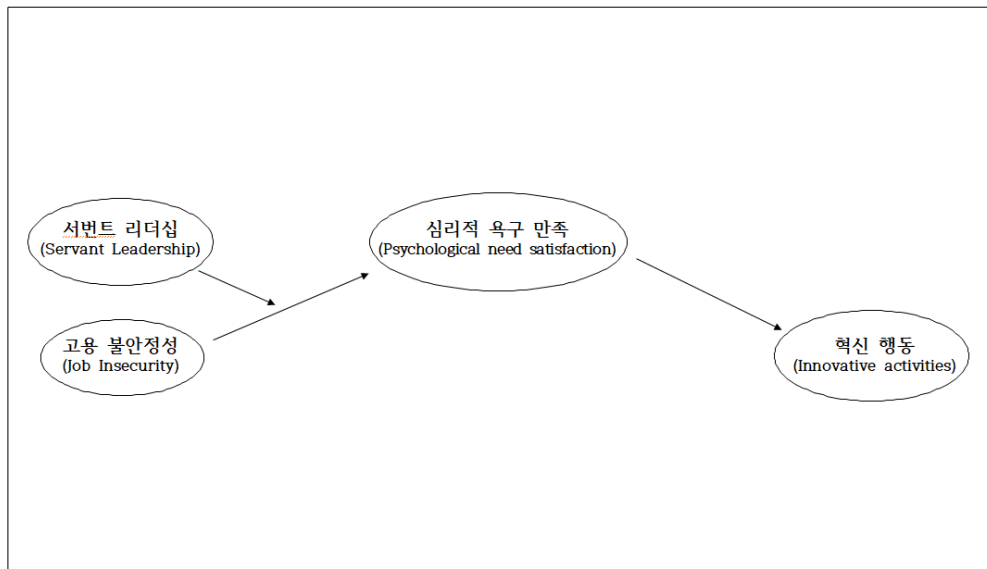 서번트 리더십
(Servant Leadership)
심리적 욕구 만족
(Psychological need satisfaction)
고용 불안정성
(Job Insecurity)
혁신 행동
(Innovative activities)